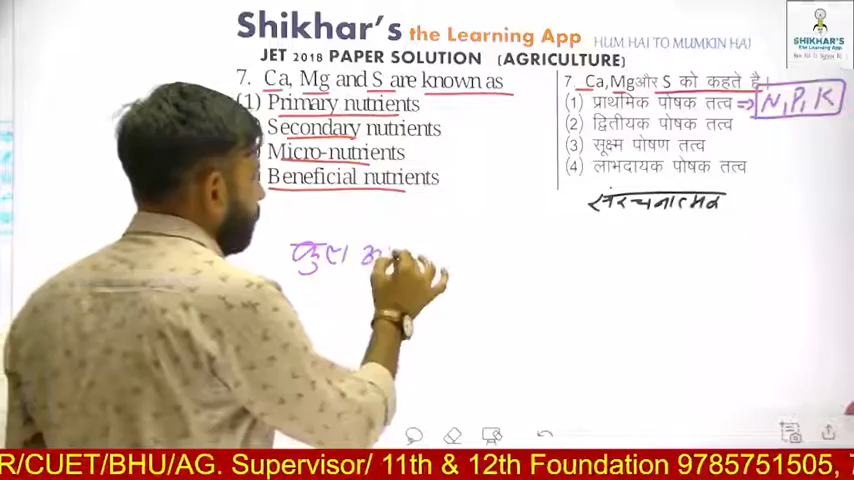 Shikhar's the Learning App HUM HAI TO MUMKIN HAI
SHIKHAR'S
The Learning App
JET 2018 PAPER SOLUTION (AGRICULTURE)
7. Ca, Mg and S are known as
(1) Primary nutrients
Secondary nutrients
Micro-nutrients
Beneficial nutrients
7. Ca,Mgऔर S को कहते है।
(1) प्राथमिक पोषक तत्व ⇒ N, P, K
(2) द्वितीयक पोषक तत्व
(3) सूक्ष्म पोषण तत्व
(4) लाभदायक पोषक तत्व
संरचनात्मक
कुल
R/CUET/BHU/AG. Supervisor/ 11th & 12th Foundation 9785751505, 7